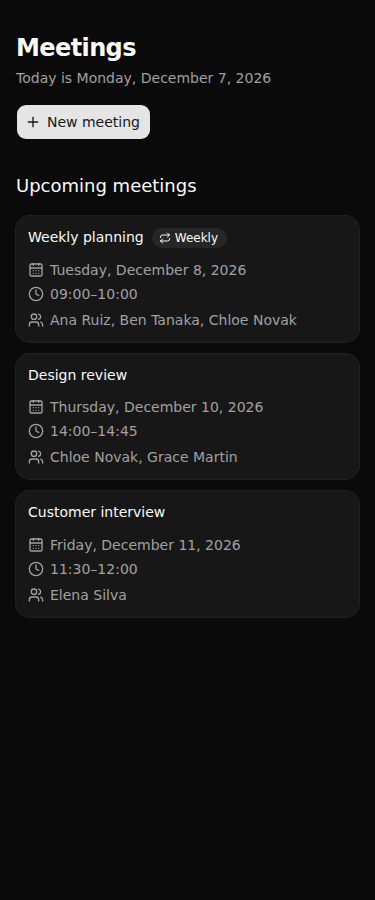 Meetings
Today is Monday, December 7, 2026
New meeting
Upcoming meetings
Weekly planning Weekly
Tuesday, December 8, 2026
09:00–10:00
Ana Ruiz, Ben Tanaka, Chloe Novak
Design review
Thursday, December 10, 2026
14:00–14:45
Chloe Novak, Grace Martin
Customer interview
Friday, December 11, 2026
11:30–12:00
Elena Silva